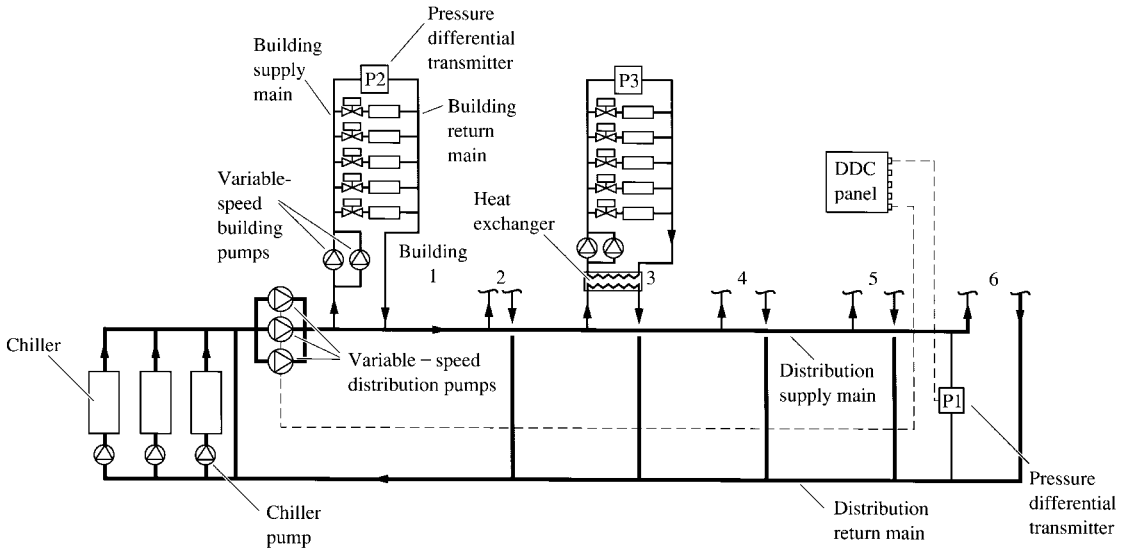 Pressure
differential
transmitter
Building
supply
main
P2
P3
Building
return
main
DDC
panel
Variable-
speed
building
pumps
Heat
exchanger
Building
1
2
3
4
5
6
Chiller
Variable – speed
distribution pumps
Distribution
supply main
P1
Pressure
differential
transmitter
Chiller
pump
Distribution
return main